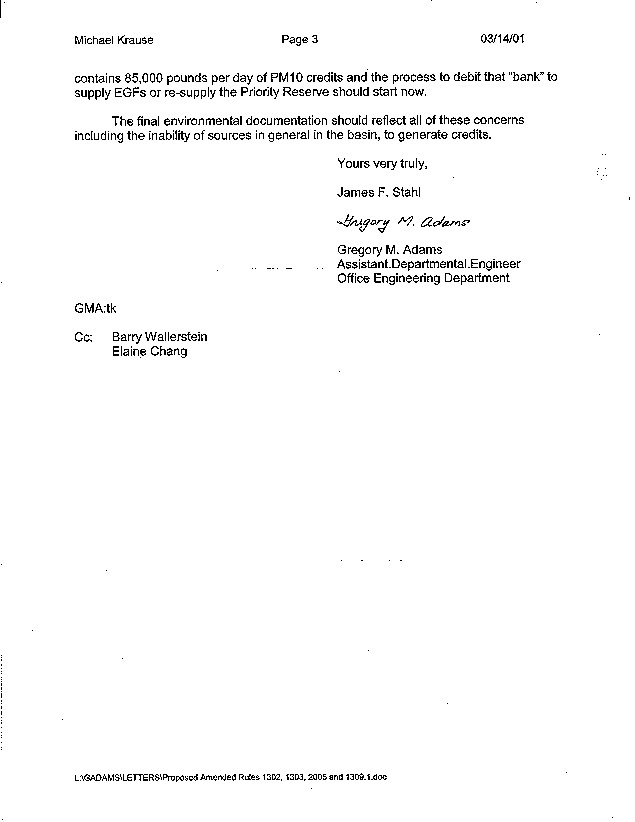 Michael Krause Page 3 03/14/01
contains 85,000 pounds per day of PM10 credits and the process to debit that "bank" to
supply EGFs or re-supply the Priority Reserve should start now.
The final environmental documentation should reflect all of these concerns
including the inability of sources in general in the basin, to generate credits.
Yours very truly,
James F. Stahl
Gregory M. Adams
Gregory M. Adams
Assistant Departmental Engineer
Office Engineering Department
GMA:tk
Cc: Barry Wallerstein
Elaine Chang
L:\GADAMS\LETTERS\Proposed Amended Rules 1302, 1303, 2005 and 1309.1.doc